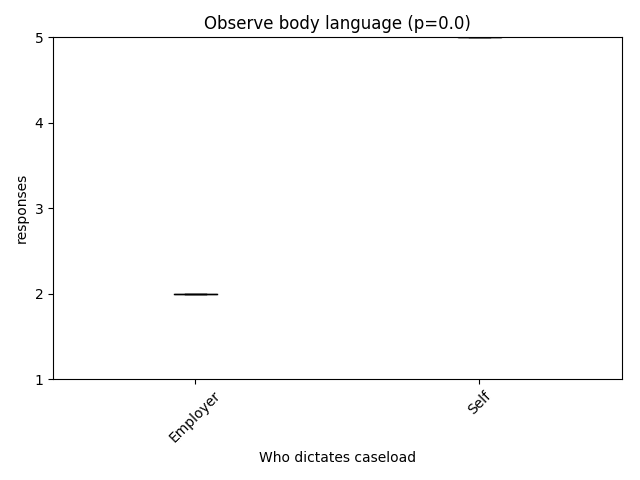 Observe body language (p=0.0)
5
4
3
2
1
responses
Employer
Self
Who dictates caseload